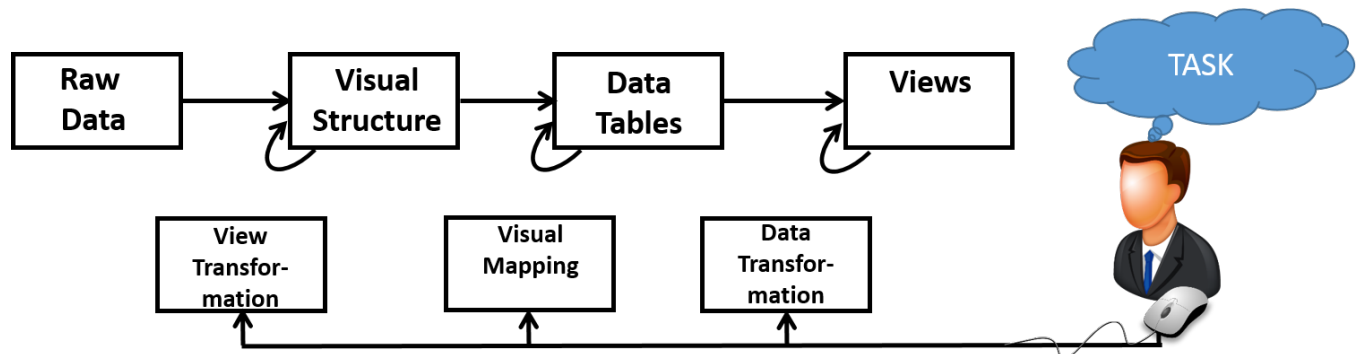 Raw
Data
Visual
Structure
Data
Tables
Views
TASK
View
Transfor-
mation
Visual
Mapping
Data
Transfor-
mation